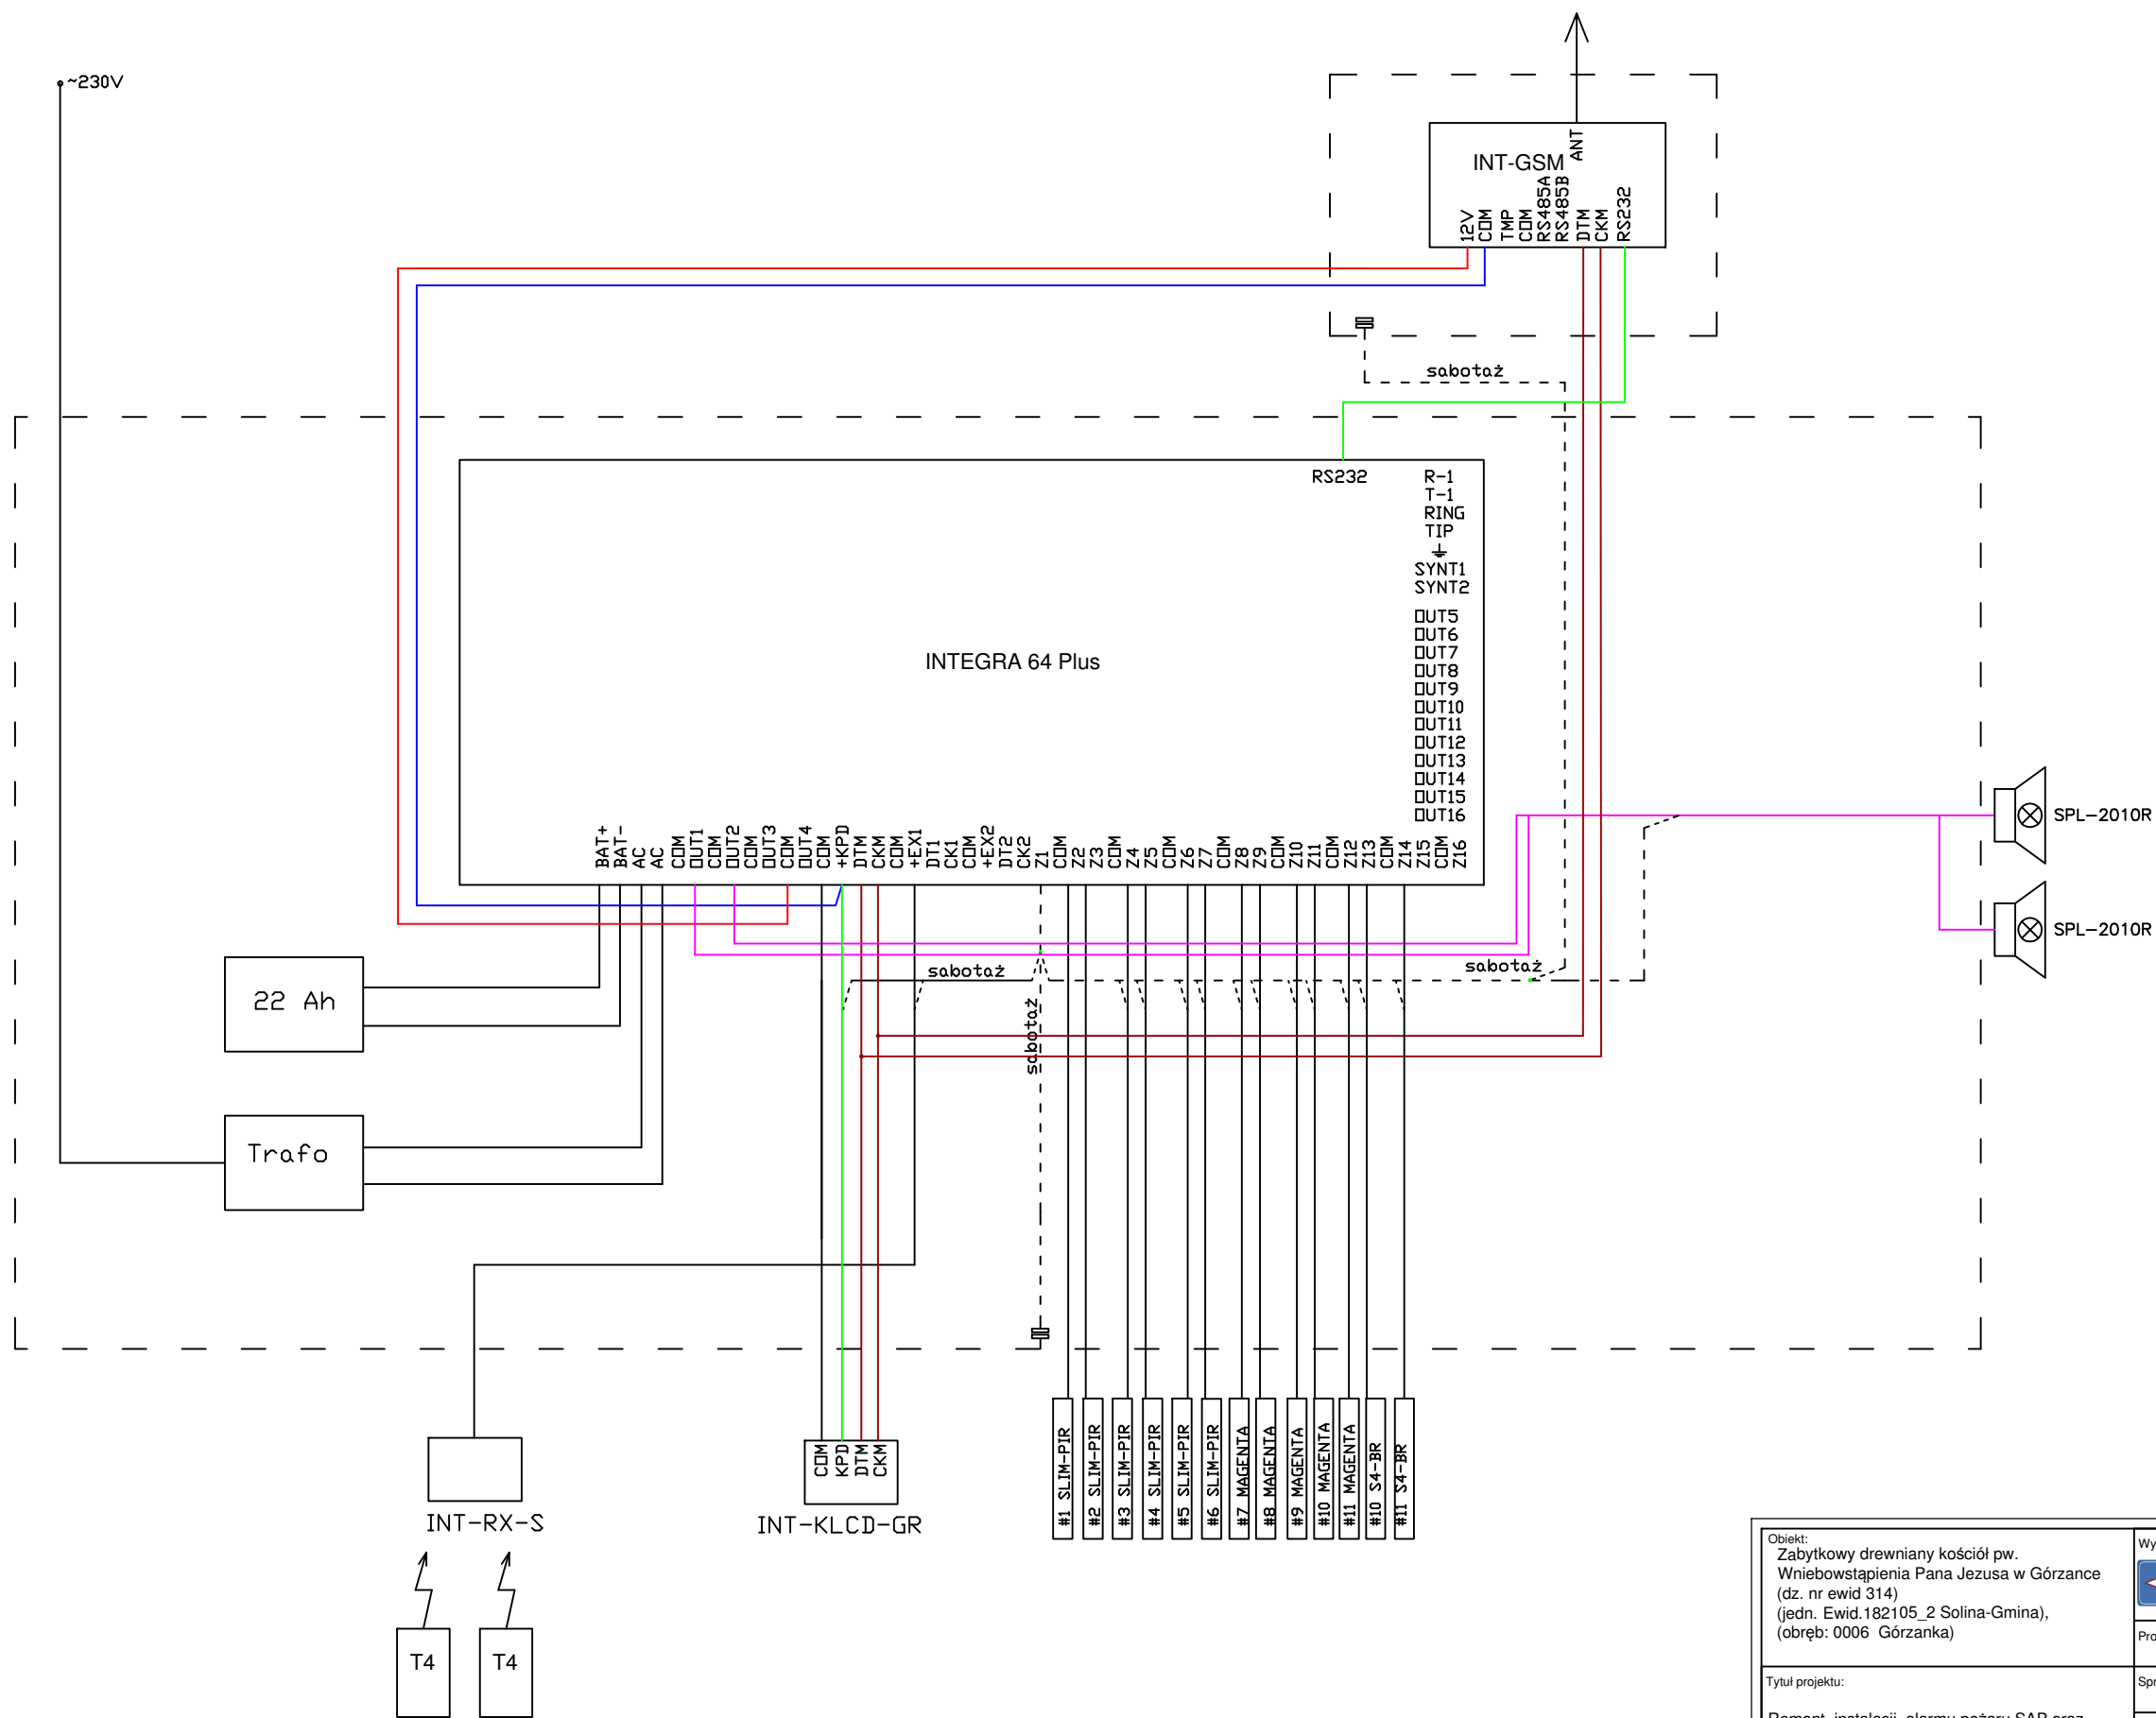 ~230V
ANT
INT-GSM
12V
COM
TMP
COM
RS485A
RS485B
DTM
CKM
RS232
sabotaż
RS232
R-1
T-1
RING
TIP
SYNT1
SYNT2
OUT5
OUT6
OUT7
OUT8
OUT9
OUT10
OUT11
OUT12
OUT13
OUT14
OUT15
OUT16
INTEGRA 64 Plus
BAT+
BAT-
AC
AC
COM
OUT1
COM
OUT2
COM
OUT3
COM
OUT4
COM
+KPD
DTM
CKM
COM
+EX1
DT1
CK1
COM
+EX2
DT2
CK2
Z1
COM
Z2
Z3
COM
Z4
Z5
COM
Z6
Z7
COM
Z8
Z9
COM
Z10
Z11
COM
Z12
Z13
COM
Z14
Z15
COM
Z16
SPL-2010R
SPL-2010R
sabotaż
sabotaż
sabotaż
22 Ah
Trafo
COM
KPD
DTM
CKM
INT-RX-S
INT-KLCD-GR
#1 SLIM-PIR
#2 SLIM-PIR
#3 SLIM-PIR
#4 SLIM-PIR
#5 SLIM-PIR
#6 SLIM-PIR
#7 MAGENTA
#8 MAGENTA
#9 MAGENTA
#10 MAGENTA
#11 MAGENTA
#10 S4-BR
#11 S4-BR
T4
T4
Obiekt:
Zabytkowy drewniany kościół pw.
Wniebowstąpienia Pana Jezusa w Górzance
(dz. nr ewid 314)
(jedn. Ewid.182105_2 Solina-Gmina),
(obręb: 0006 Górzanka)
Tytuł projektu: